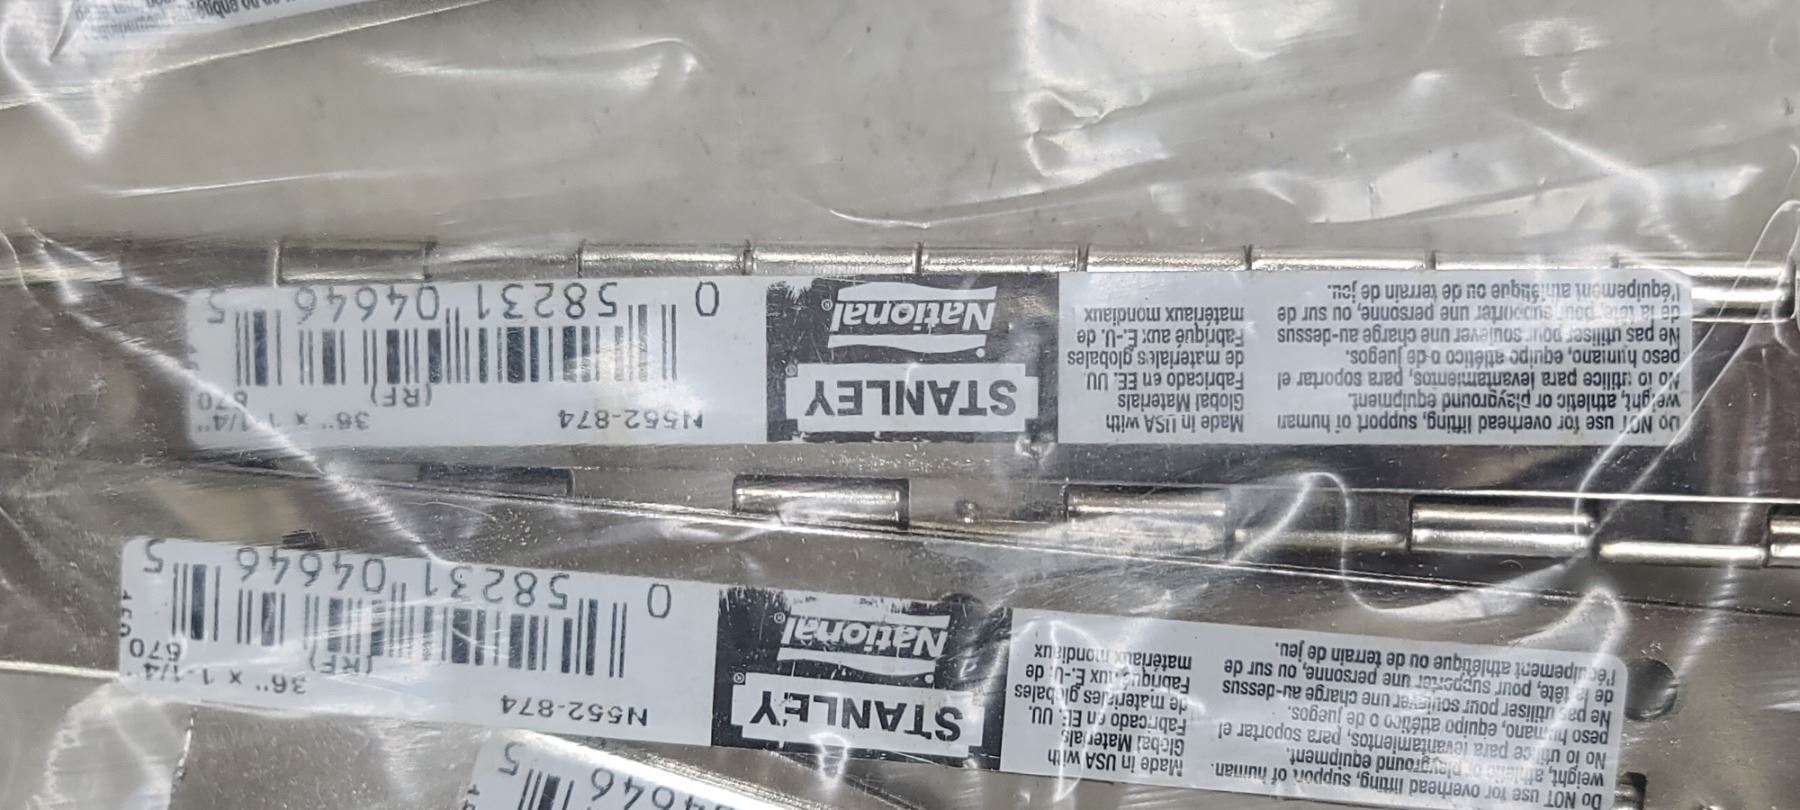 Do NOT use for overhead lifting, support of human
weight, athletic or playground equipment.
No lo utilice para levantamientos, para soportar el
peso humano, equipo atlético o de juegos.
Ne pas utiliser pour soulever une charge au-dessus
de la tête, pour supporter une personne, ou sur de
l'équipement athlétique ou de terrain de jeu.
Made in USA with
Global Materials
Fabricado en EE. UU.
de materiales globales
Fabriqué aux E.-U. de
matériaux mondiaux
STANLEY®
National®
N552-874
36" x 1-1/4"
(RF)
670
0 58231 04646 5
Do NOT use for overhead lifting, support of human
weight, athletic or playground equipment.
No lo utilice para levantamientos, para soportar el
peso humano, equipo atlético o de juegos.
Ne pas utiliser pour soulever une charge au-dessus
de la tête, pour supporter une personne, ou sur de
l'équipement athlétique ou de terrain de jeu.
Made in USA with
Global Materials
Fabricado en EE. UU.
de materiales globales
Fabriqué aux E.-U. de
matériaux mondiaux
STANLEY®
National®
N552-874
36" x 1-1/4"
(RF)
670
0 58231 04646 5
04646 5